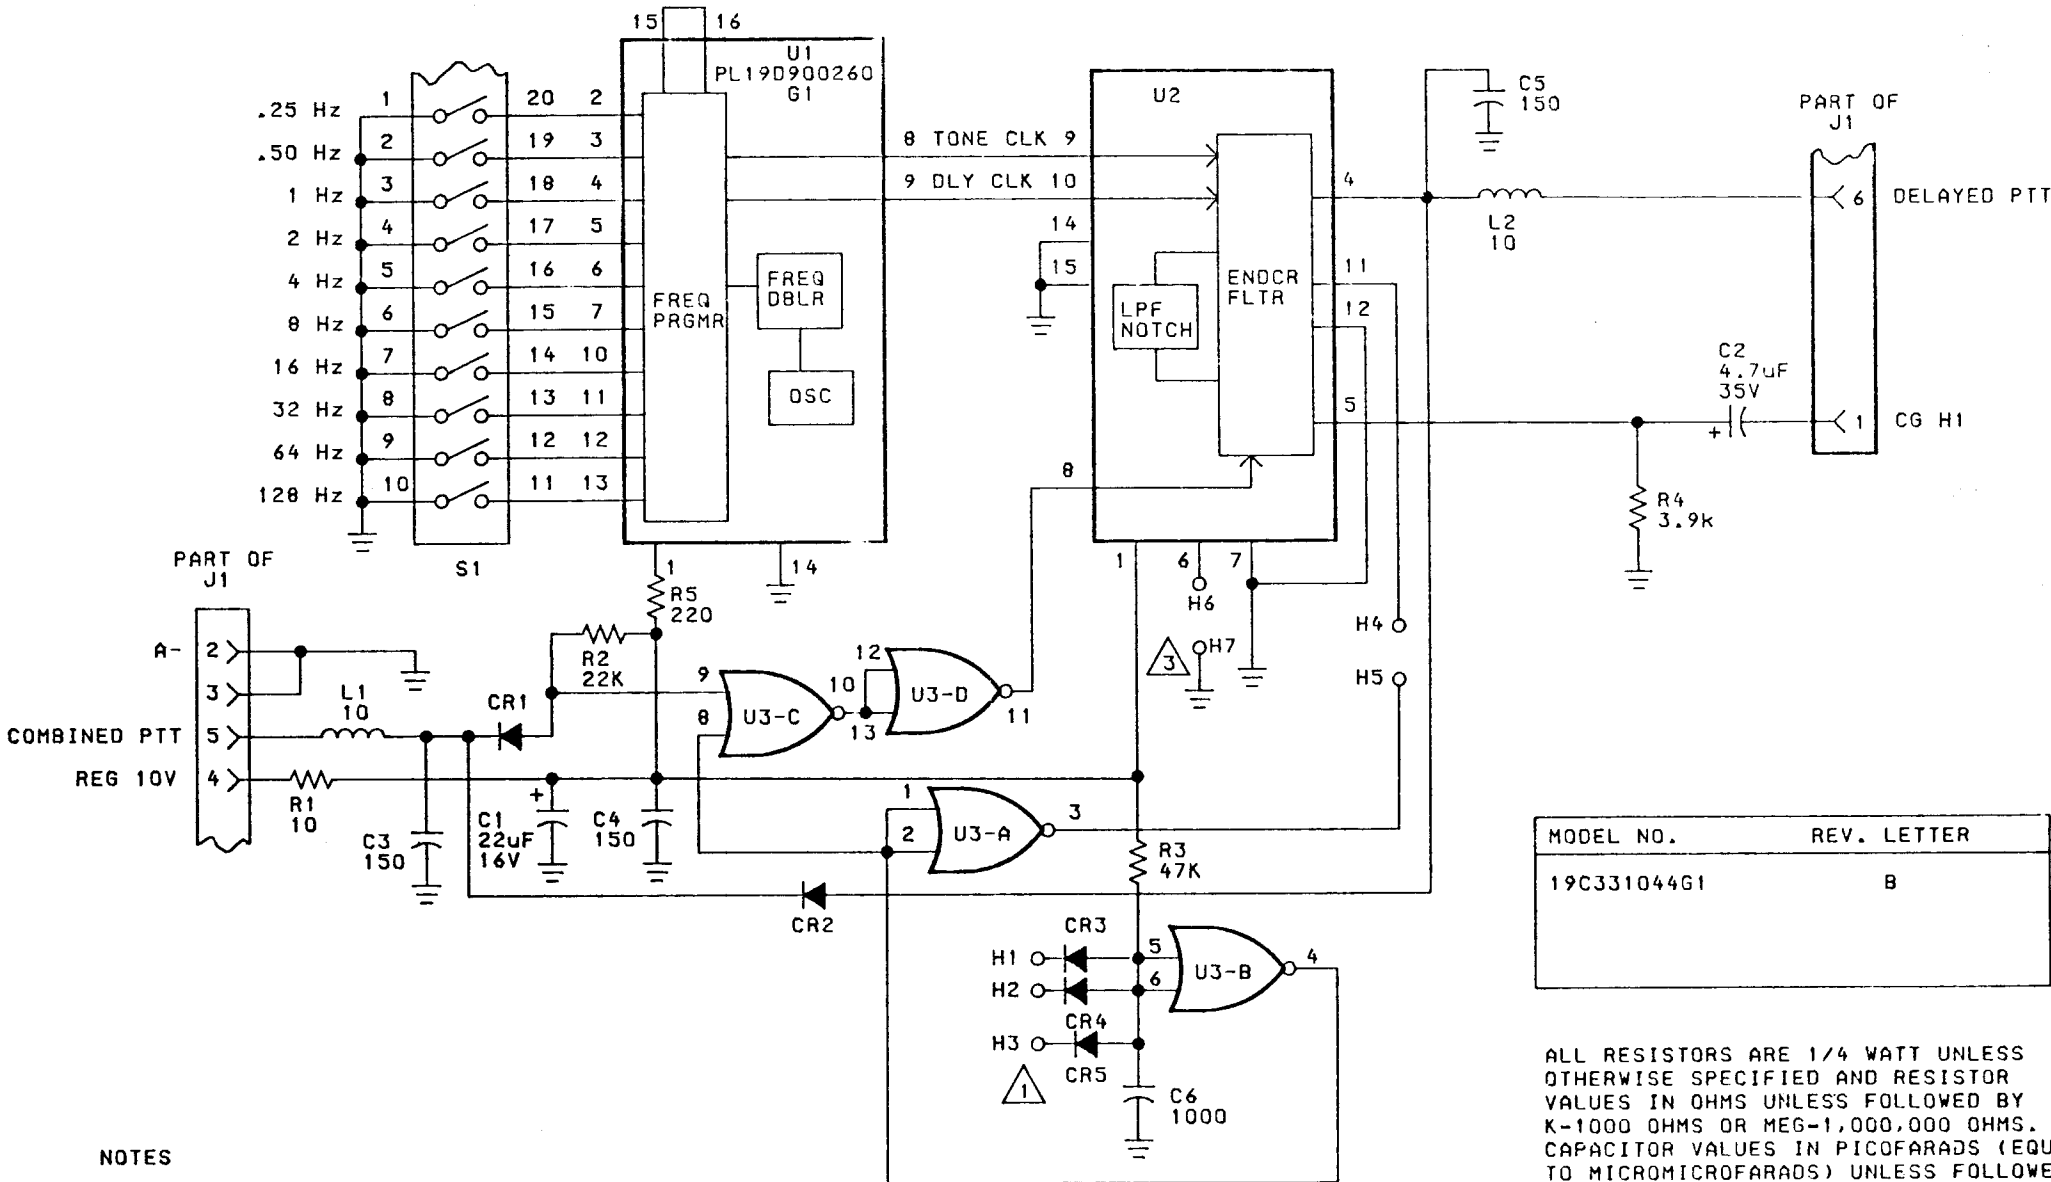 15 16
U1
PL19D900260
G1
.25 Hz 1 20 2
.50 Hz 2 19 3
1 Hz 3 18 4
2 Hz 4 17 5
4 Hz 5 16 6
8 Hz 6 15 7
16 Hz 7 14 10
32 Hz 8 13 11
64 Hz 9 12 12
128 Hz 10 11 13
S1
FREQ
PRGMR
FREQ
DBLR
OSC
1
14
8 TONE CLK 9
9 DLY CLK 10
U2
14
15
LPF
NOTCH
ENDCR
FLTR
4
11
12
5
8
1
6
7
H6
H7
3
C5
150
L2
10
PART OF
J1
6 DELAYED PTT
C2
4.7uF
35V
+
1 CG H1
R4
3.9k
H4
H5
PART OF
J1
A- 2
3
COMBINED PTT 5
REG 10V 4
L1
10
R1
10
CR1
R5
220
R2
22K
C3
150
+
C1
22uF
16V
C4
150
9
8
U3-C
10
12
13
U3-D
11
1
2
U3-A
3
CR2
R3
47K
CR3
H1
H2
CR4
H3
CR5
1
5
6
U3-B
4
C6
1000
MODEL NO. REV. LETTER
19C331044G1 B
ALL RESISTORS ARE 1/4 WATT UNLESS
OTHERWISE SPECIFIED AND RESISTOR
VALUES IN OHMS UNLESS FOLLOWED BY
K-1000 OHMS OR MEG-1,000,000 OHMS.
CAPACITOR VALUES IN PICOFARADS (EQU
TO MICROMICROFARADS) UNLESS FOLLOWE
NOTES